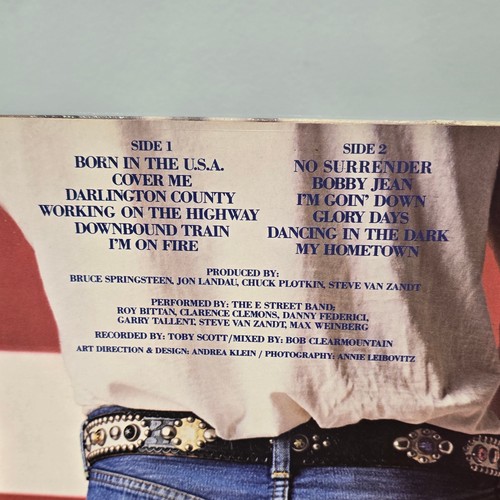 SIDE 1
BORN IN THE U.S.A.
COVER ME
DARLINGTON COUNTY
WORKING ON THE HIGHWAY
DOWNBOUND TRAIN
I'M ON FIRE
SIDE 2
NO SURRENDER
BOBBY JEAN
I'M GOIN' DOWN
GLORY DAYS
DANCING IN THE DARK
MY HOMETOWN
PRODUCED BY:
BRUCE SPRINGSTEEN, JON LANDAU, CHUCK PLOTKIN, STEVE VAN ZANDT
PERFORMED BY: THE E STREET BAND;
ROY BITTAN, CLARENCE CLEMONS, DANNY FEDERICI,
GARRY TALLENT, STEVE VAN ZANDT, MAX WEINBERG
RECORDED BY: TOBY SCOTT/MIXED BY: BOB CLEARMOUNTAIN
ART DIRECTION & DESIGN: ANDREA KLEIN / PHOTOGRAPHY: ANNIE LEIBOVITZ